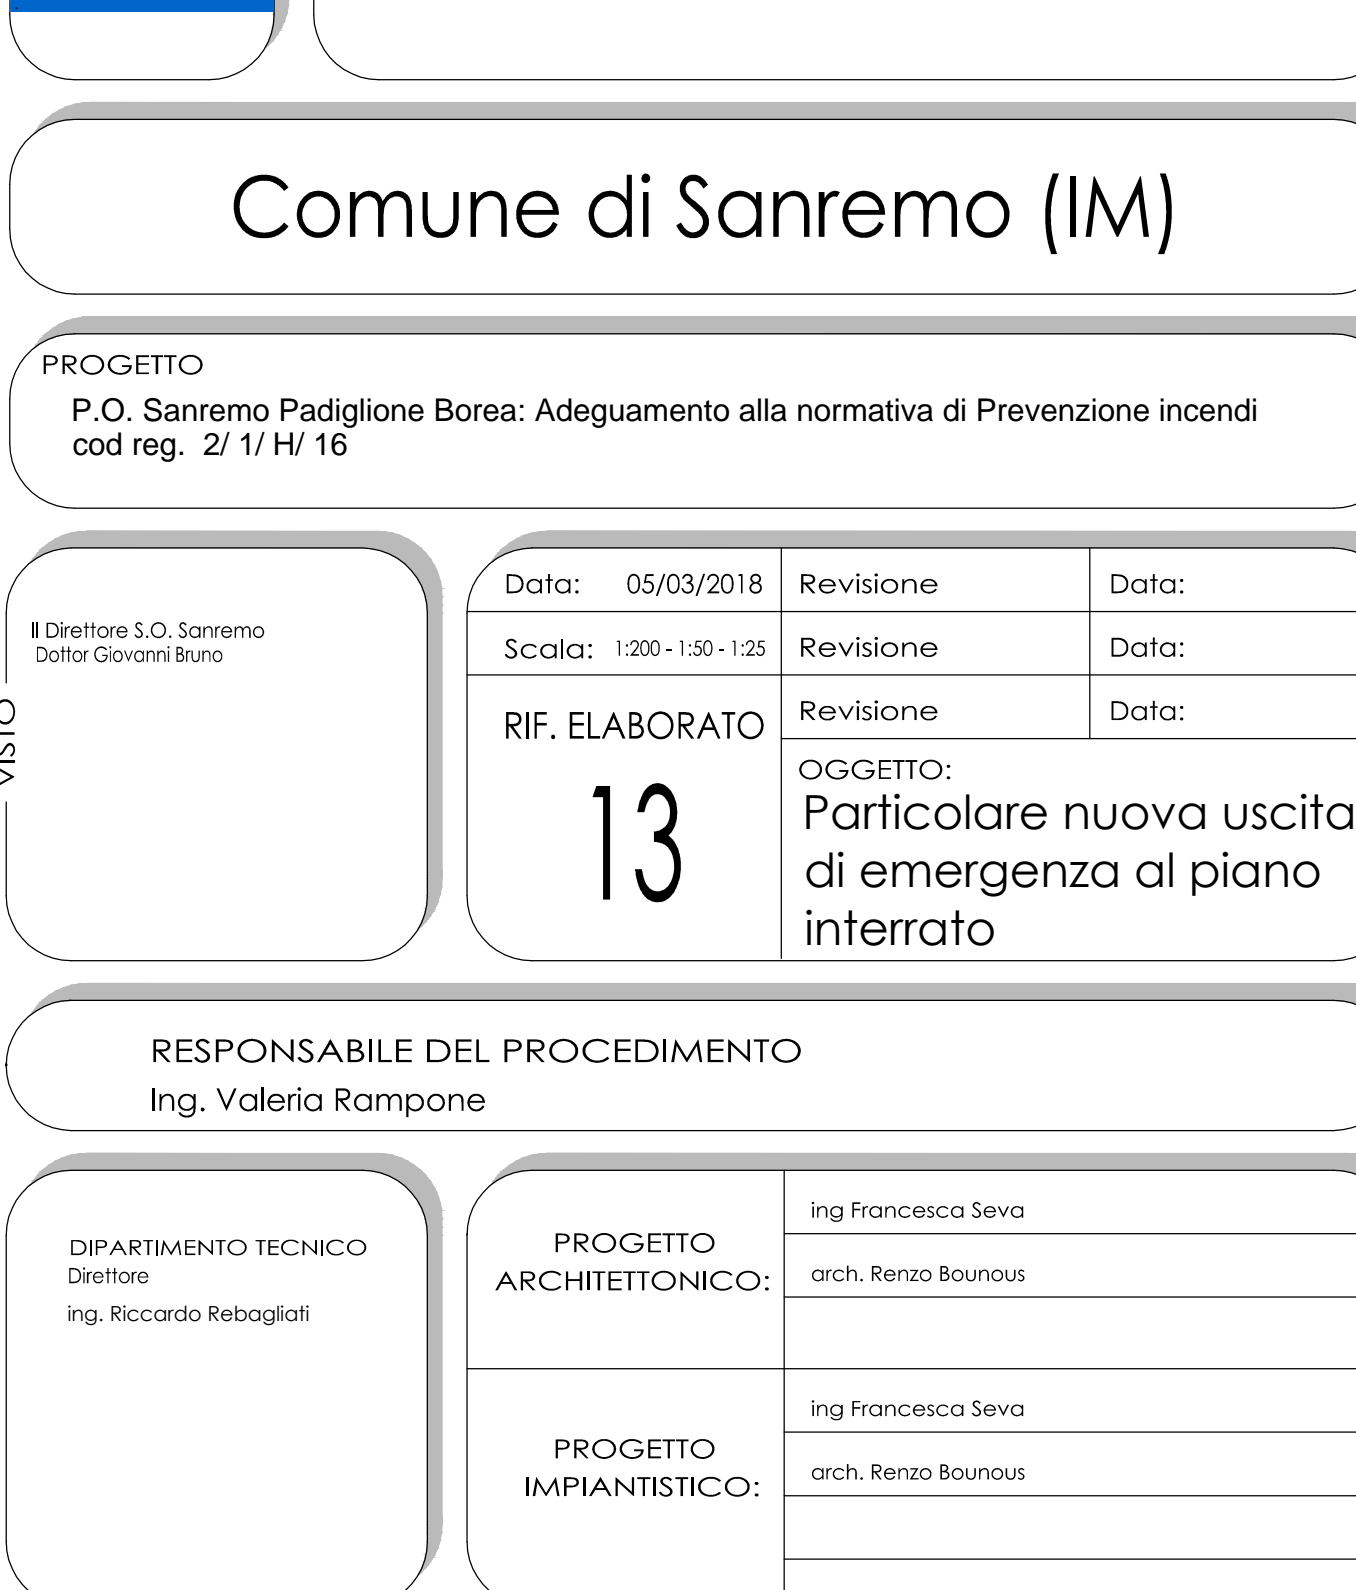 Comune di Sanremo (IM)
PROGETTO
P.O. Sanremo Padiglione Borea: Adeguamento alla normativa di Prevenzione incendi
cod reg. 2/ 1/ H/ 16
VISTO
Il Direttore S.O. Sanremo
Dottor Giovanni Bruno
Data: 05/03/2018 Revisione Data:
Scala: 1:200 - 1:50 - 1:25 Revisione Data:
Revisione Data:
RIF. ELABORATO
13
OGGETTO:
Particolare nuova uscita
di emergenza al piano
interrato
RESPONSABILE DEL PROCEDIMENTO
Ing. Valeria Rampone
DIPARTIMENTO TECNICO
Direttore
ing. Riccardo Rebagliati
PROGETTO
ARCHITETTONICO:
ing Francesca Seva
arch. Renzo Bounous
PROGETTO
IMPIANTISTICO:
ing Francesca Seva
arch. Renzo Bounous